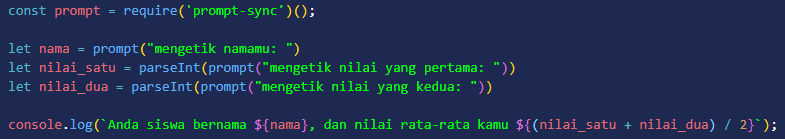 const prompt = require('prompt-sync')();
let nama = prompt("mengetik namamu: ")
let nilai_satu = parseInt(prompt("mengetik nilai yang pertama: "))
let nilai_dua = parseInt(prompt("mengetik nilai yang kedua: "))
console.log(`Anda siswa bernama ${nama}, dan nilai rata-rata kamu ${(nilai_satu + nilai_dua) / 2}`);